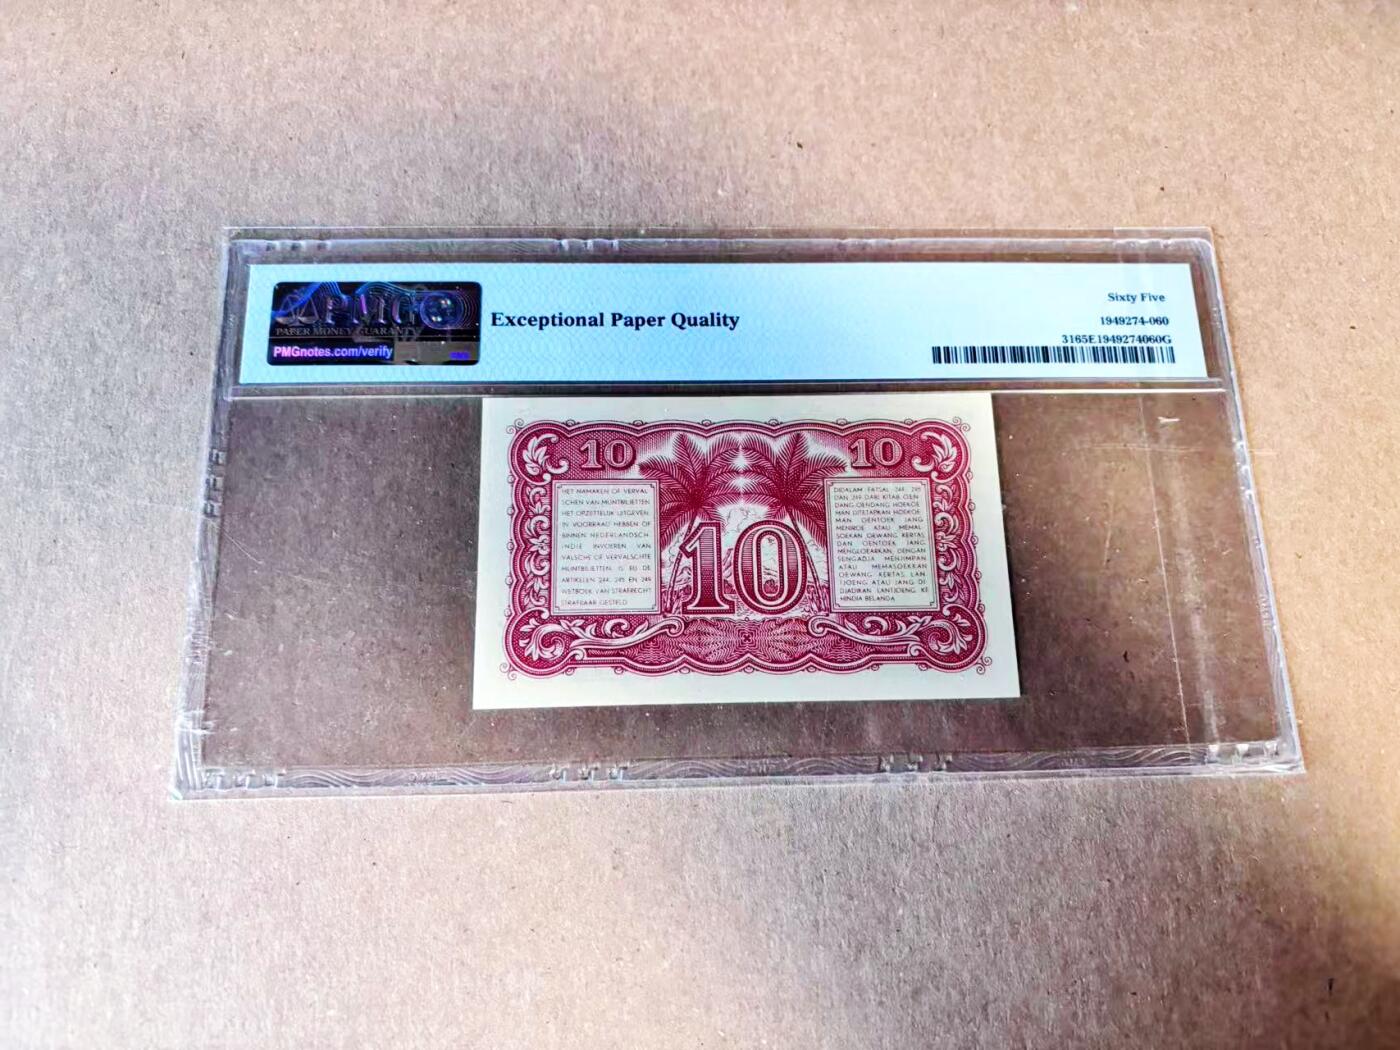 PMG
PAPER MONEY GUARANTY
PMGnotes.com/verify
Exceptional Paper Quality
Sixty Five
1949274-060
3165E1949274060G
10
10
HET NAMAKEN OF VERVAL
SCHEN VAN MUNTBILJETTEN
HET OPZETTELIJK UITGEVEN.
IN VOORRAAD HEBBEN OF
BINNEN NEDERLANDSCH-
INDIE INVOEREN VAN
VALSCHE OF VERVALSCHTE
MUNTBILJETTEN, IS BIJ DE
ARTIKELEN 244, 245 EN 249
WETBOEK VAN STRAFRECHT
STRAFBAAR GESTELD
10
DIDALAM FATSAL 244, 245
DAN 249 DARI KITAB OEN
DANG OENDANG HOEKOE
MAN DITETAPKAN HOEKOE
MAN OENTOEK JANG
MENIROE ATAU MEMAL
SOEKAN OEWANG KERTAS
DAN OENTOEK JANG
MENGLOEARKAN, DENGAN
SENGADJA MENJIMPAN
ATAU MEMASOEKKAN
OEWANG KERTAS LAN
TJOENG ATAU JANG DI
DJADIKAN LANTJOENG, KE
HINDIA BELANDA